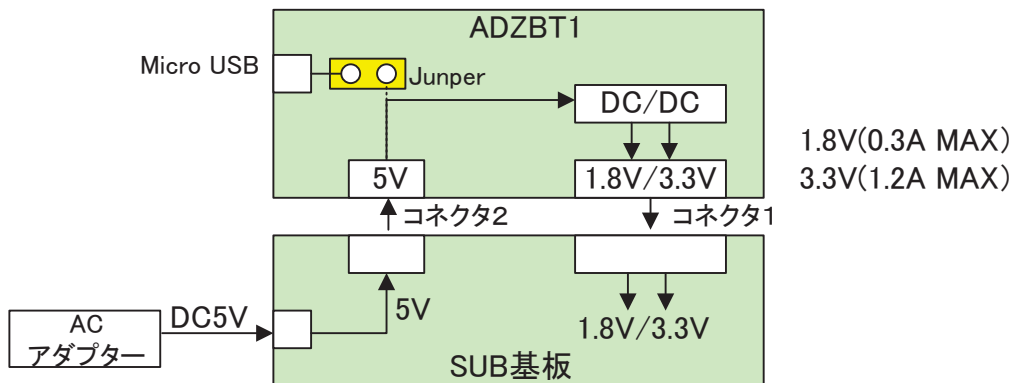 ADZBT1
Micro USB
Junper
DC/DC
5V
1.8V/3.3V
1.8V(0.3A MAX)
3.3V(1.2A MAX)
コネクタ2
コネクタ1
AC
アダプター
DC5V
5V
1.8V/3.3V
SUB基板